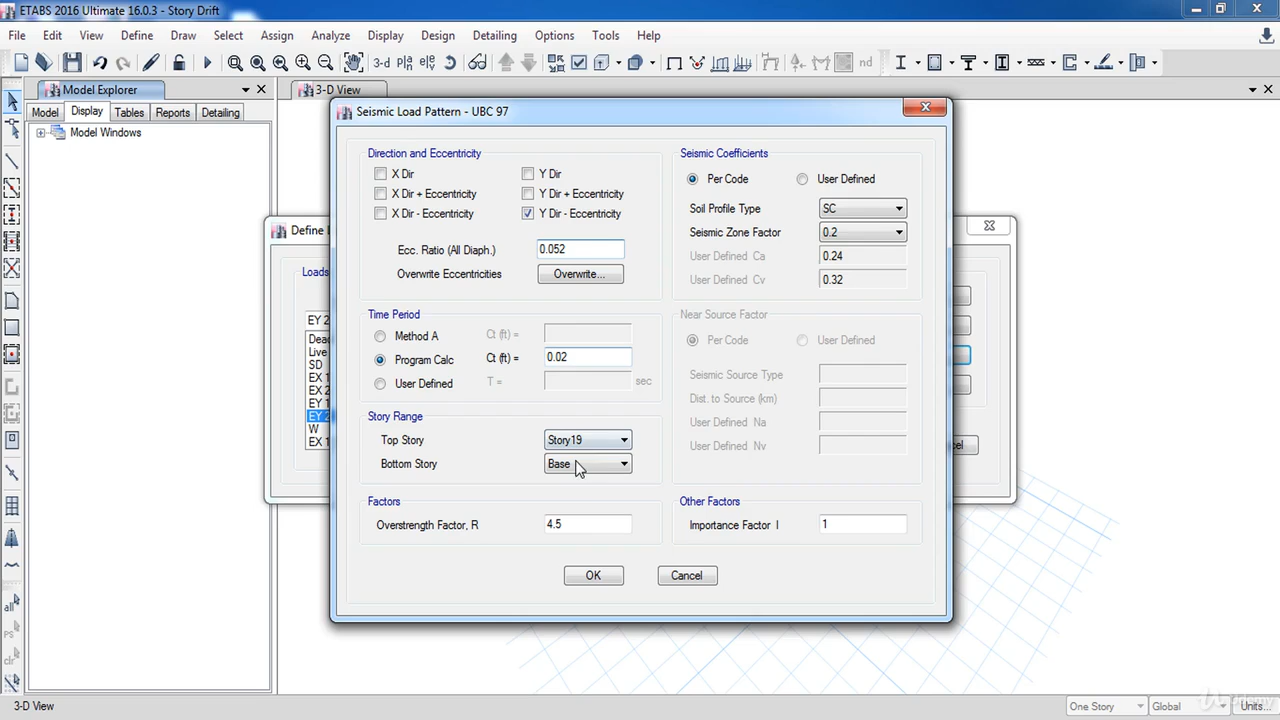 ETABS 2016 Ultimate 16.0.3 - Story Drift
File Edit View Define Draw Select Assign Analyze Display Design Detailing Options Tools Help
3-d
nd
Model Explorer
3-D View
Model Display Tables Reports Detailing
Model Windows
Seismic Load Pattern - UBC 97
Direction and Eccentricity
X Dir Y Dir
X Dir + Eccentricity Y Dir + Eccentricity
X Dir - Eccentricity Y Dir - Eccentricity
Ecc. Ratio (All Diaph.) 0.052
Overwrite Eccentricities Overwrite...
Time Period
Method A Ct (ft) =
Program Calc Ct (ft) = 0.02
User Defined T = sec
Story Range
Top Story Story19
Bottom Story Base
Factors
Overstrength Factor, R 4.5
Seismic Coefficients
Per Code User Defined
Soil Profile Type SC
Seismic Zone Factor 0.2
User Defined Ca 0.24
User Defined Cv 0.32
Near Source Factor
Per Code User Defined
Seismic Source Type
Dist. to Source (km)
User Defined Na
User Defined Nv
Other Factors
Importance Factor I 1
OK Cancel
Define
Loads
EY 2
Dead
Live
SD
EX 1
EX 2
EY 1
EY 2
W
EX 1
all
PS
clr
3-D View
One Story Global Units...
Udemy